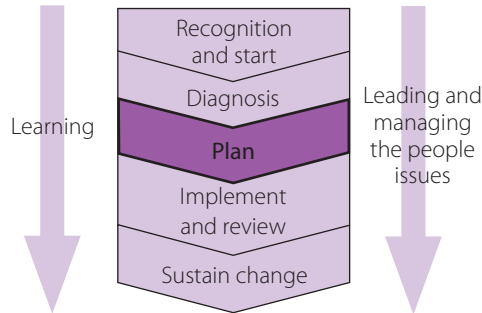 Recognition
and start
Diagnosis
Plan
Implement
and review
Sustain change
Learning
Leading and
managing
the people
issues